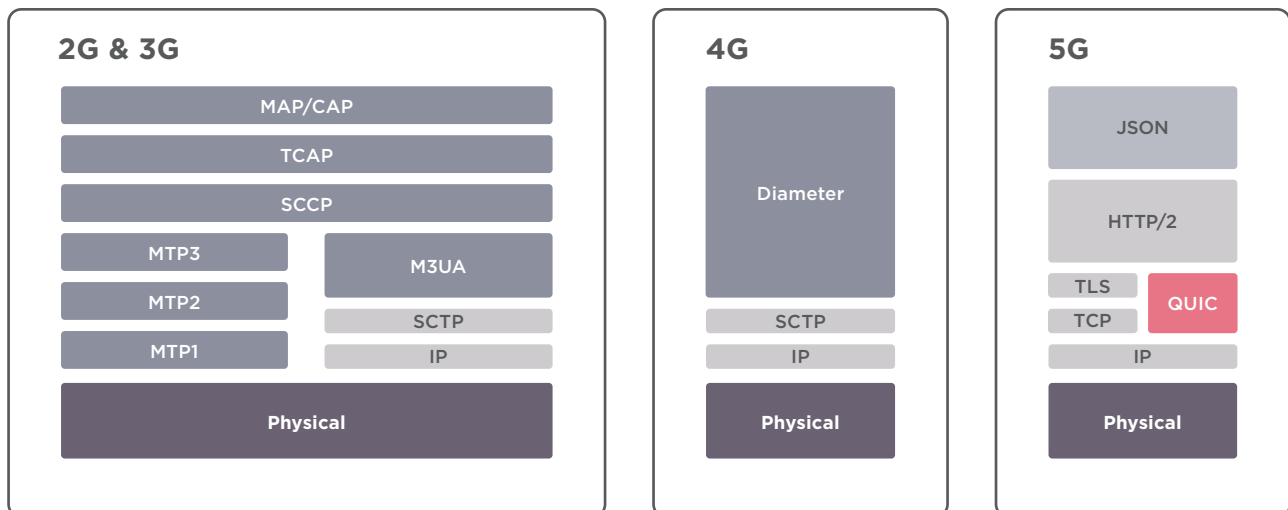 2G & 3G
MAP/CAP
TCAP
SCCP
MTP3
MTP2
MTP1
M3UA
SCTP
IP
Physical
4G
Diameter
SCTP
IP
Physical
5G
JSON
HTTP/2
TLS
TCP
QUIC
IP
Physical